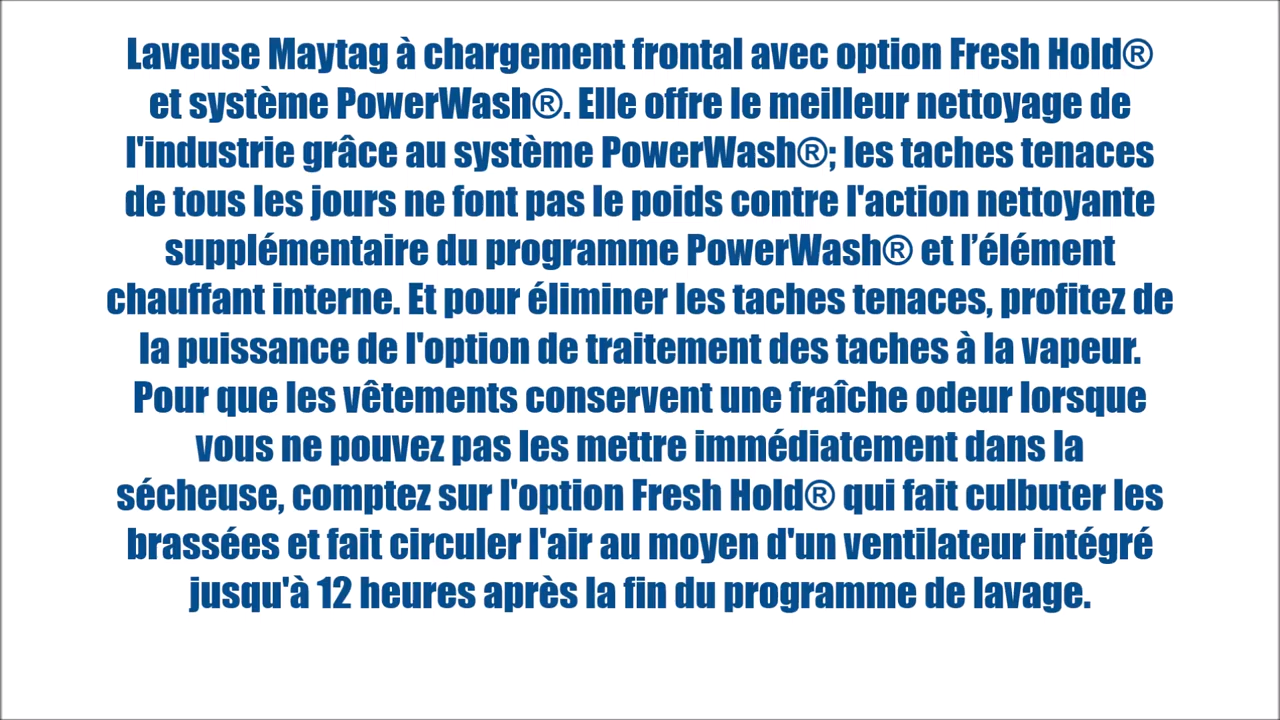 Laveuse Maytag à chargement frontal avec option Fresh Hold®
et système PowerWash®. Elle offre le meilleur nettoyage de
l'industrie grâce au système PowerWash®; les taches tenaces
de tous les jours ne font pas le poids contre l'action nettoyante
supplémentaire du programme PowerWash® et l’élément
chauffant interne. Et pour éliminer les taches tenaces, profitez de
la puissance de l'option de traitement des taches à la vapeur.
Pour que les vêtements conservent une fraîche odeur lorsque
vous ne pouvez pas les mettre immédiatement dans la
sécheuse, comptez sur l'option Fresh Hold® qui fait culbuter les
brassées et fait circuler l'air au moyen d'un ventilateur intégré
jusqu'à 12 heures après la fin du programme de lavage.